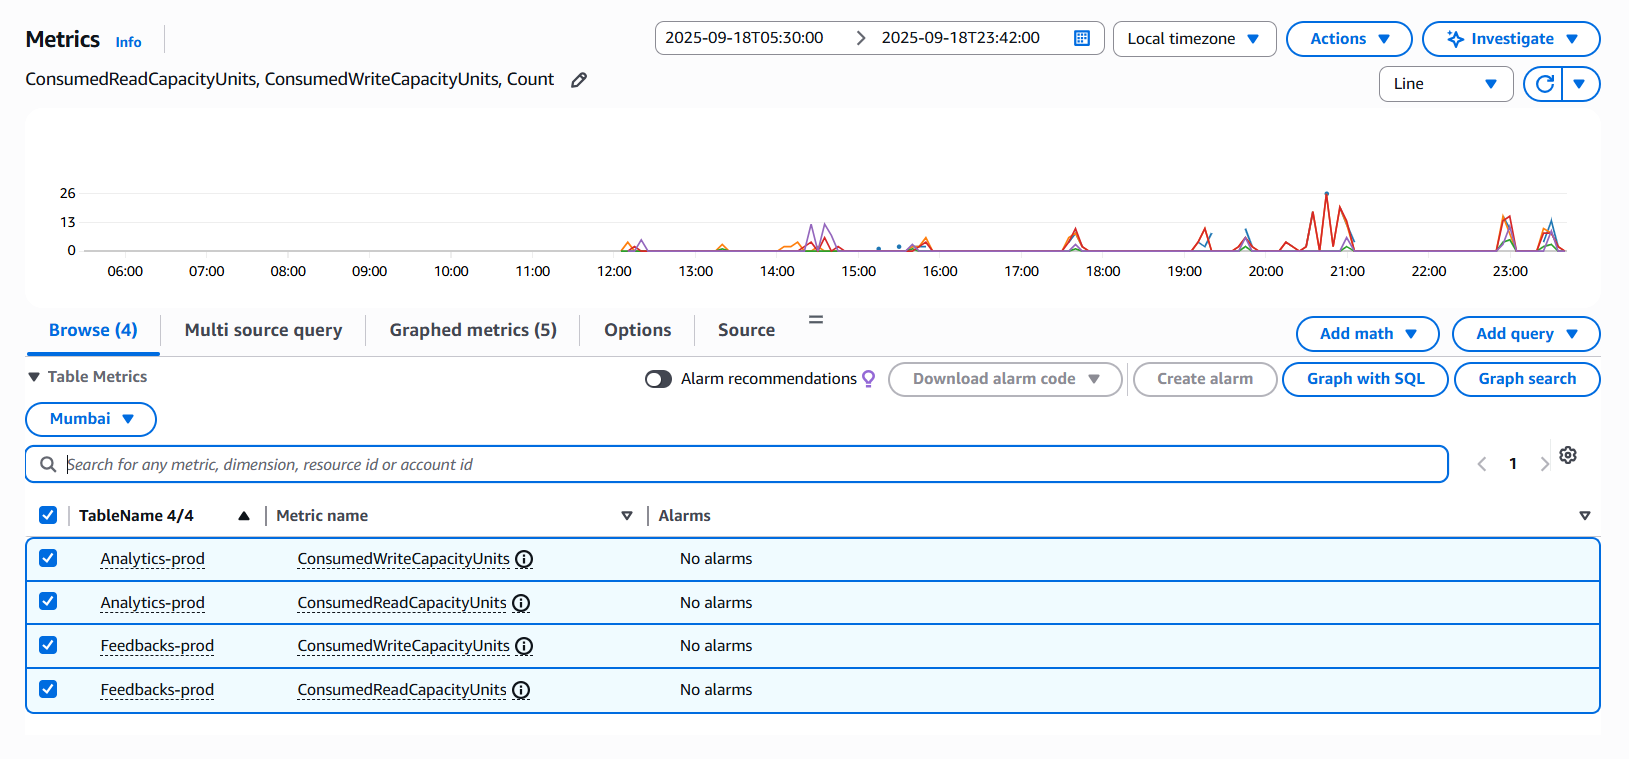 Metrics Info 2025-09-18T05:30:00 2025-09-18T23:42:00 Local timezone Actions Investigate
ConsumedReadCapacityUnits, ConsumedWriteCapacityUnits, Count Line
26
13
0
06:00 07:00 08:00 09:00 10:00 11:00 12:00 13:00 14:00 15:00 16:00 17:00 18:00 19:00 20:00 21:00 22:00 23:00
Browse (4) Multi source query Graphed metrics (5) Options Source Add math Add query
Table Metrics Alarm recommendations Download alarm code Create alarm Graph with SQL Graph search
Mumbai
Search for any metric, dimension, resource id or account id 1
TableName 4/4 Metric name Alarms
Analytics-prod ConsumedWriteCapacityUnits No alarms
Analytics-prod ConsumedReadCapacityUnits No alarms
Feedbacks-prod ConsumedWriteCapacityUnits No alarms
Feedbacks-prod ConsumedReadCapacityUnits No alarms